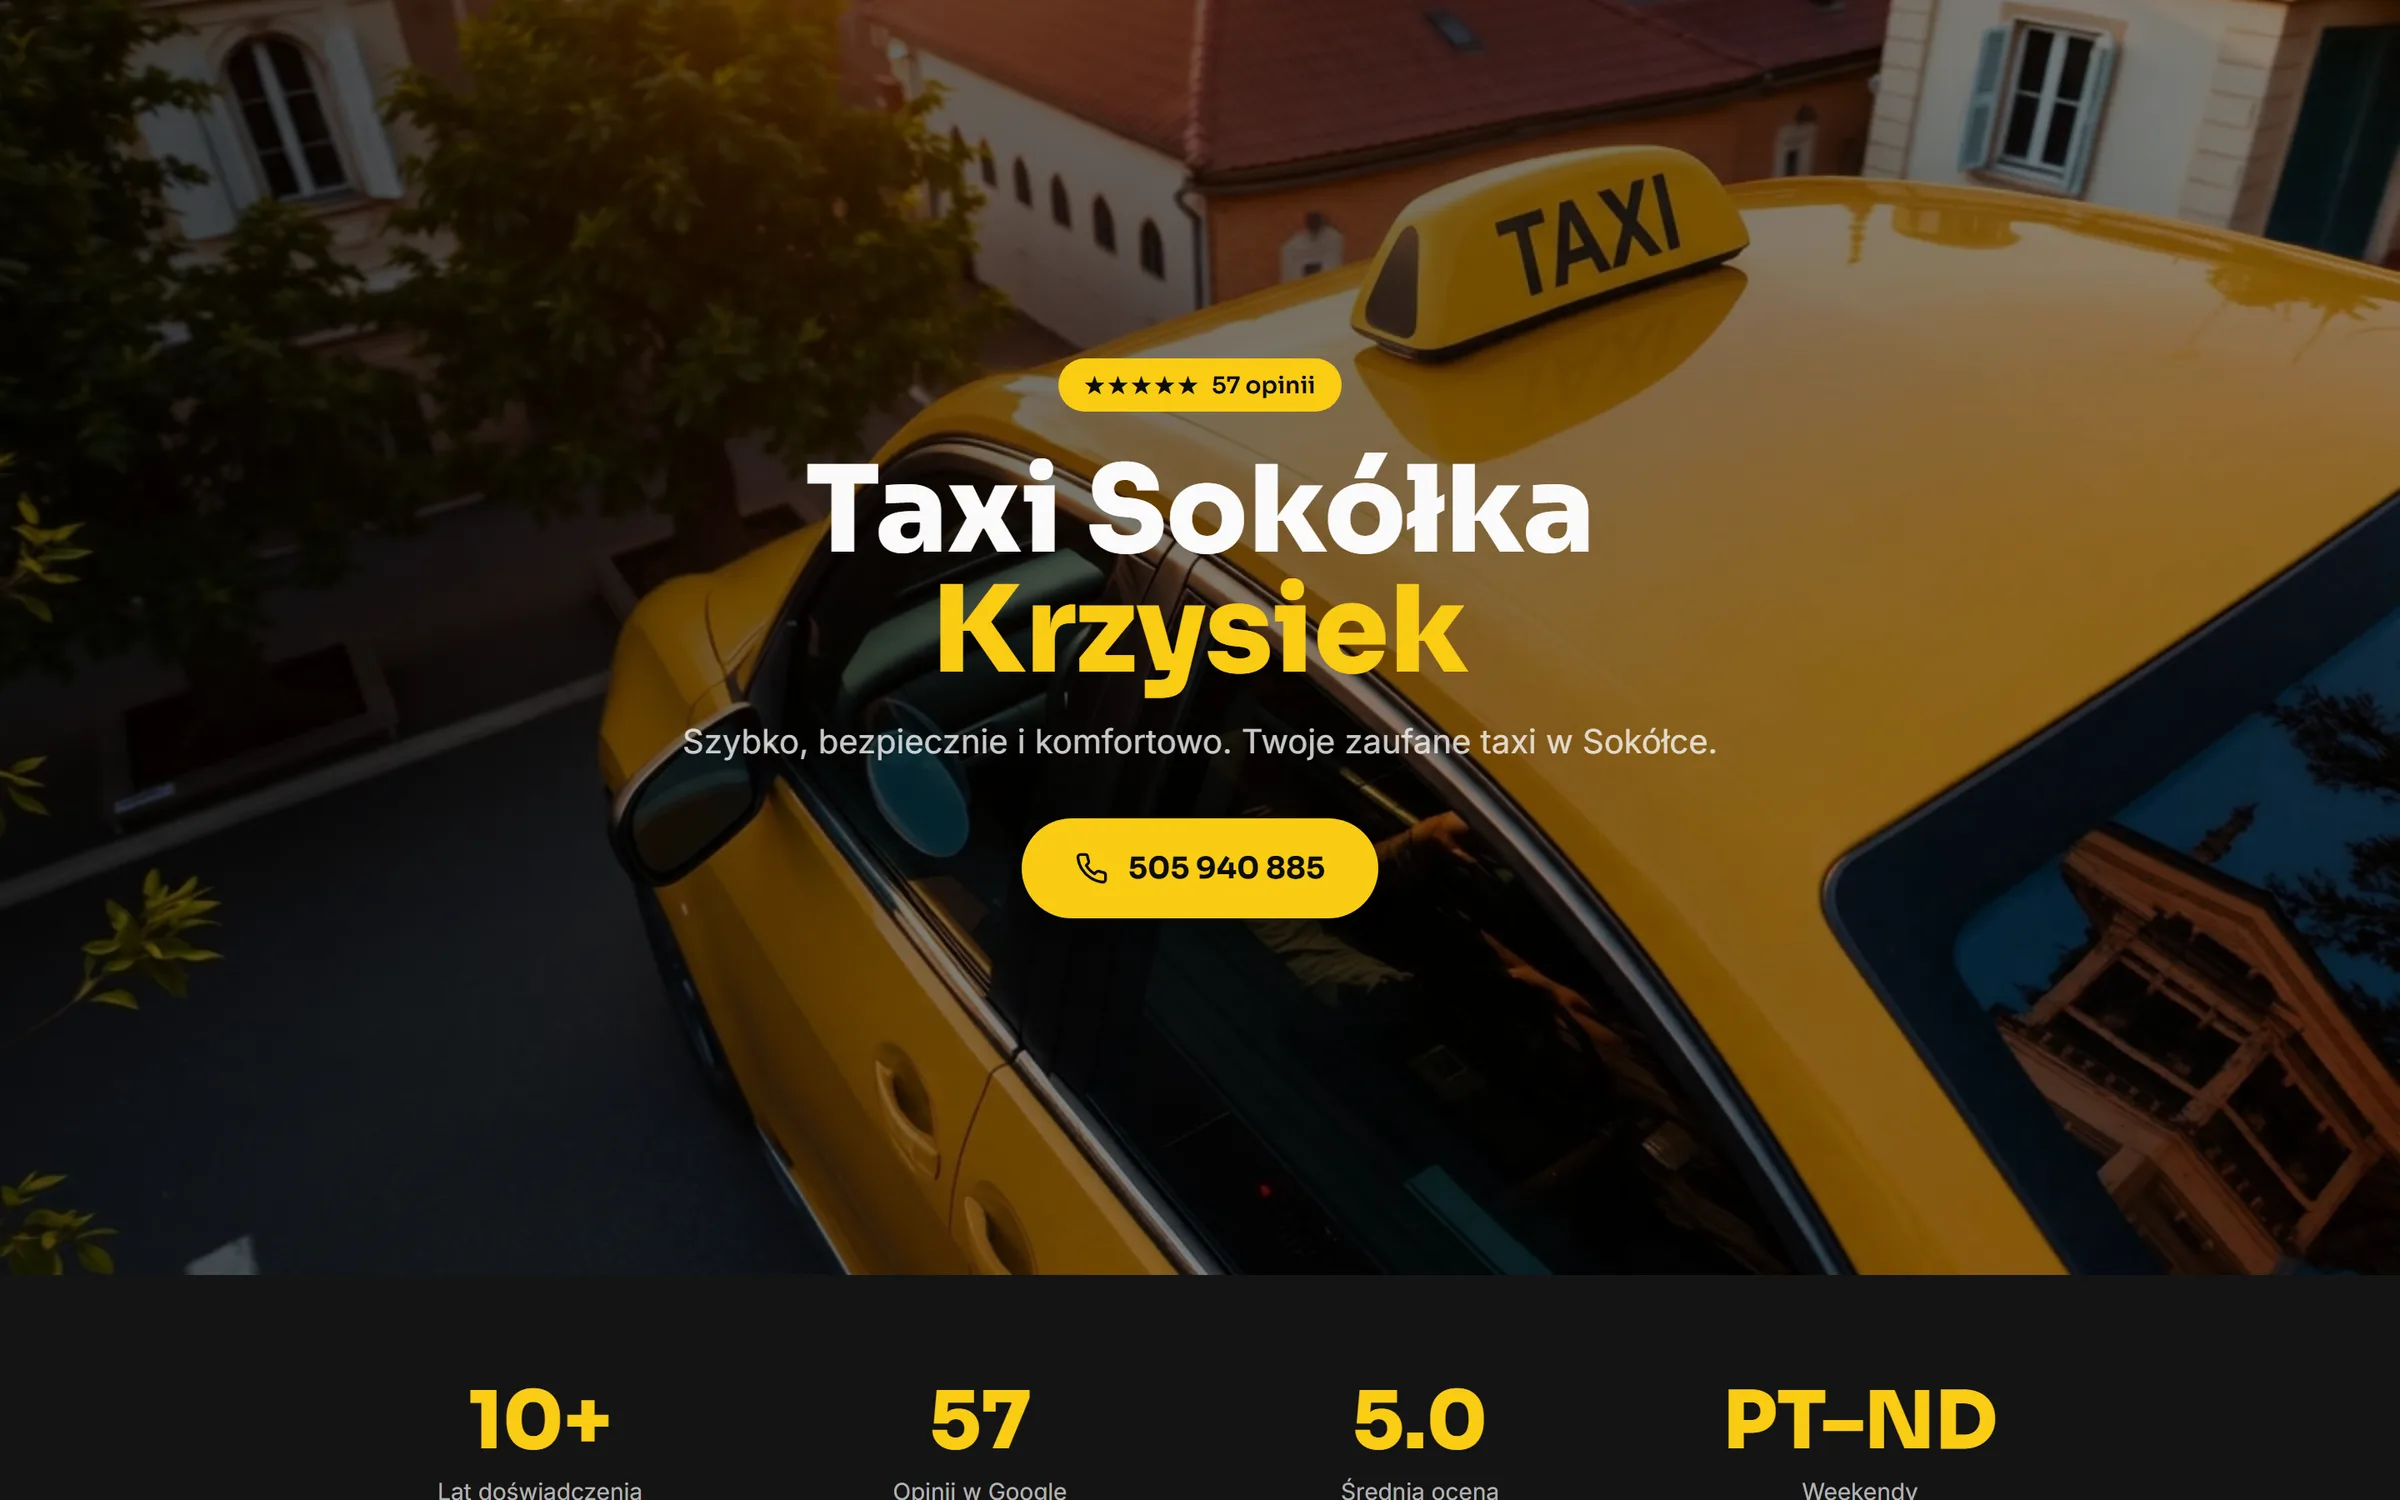 TAXI
★★★★★ 57 opinii
Taxi Sokółka
Krzysiek
Szybko, bezpiecznie i komfortowo. Twoje zaufane taxi w Sokółce.
505 940 885
10+
57
5.0
PT–ND
Lat doświadczenia
Opinii w Google
Średnia ocena
Weekendy